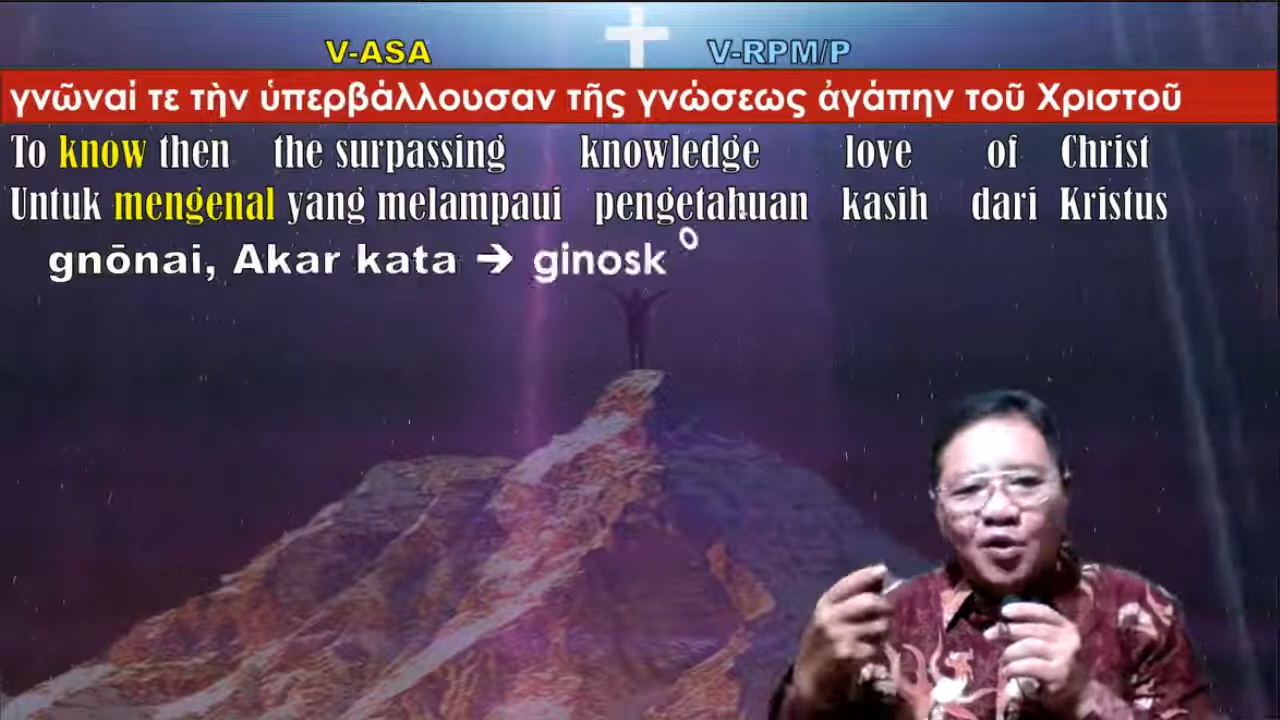 V-ASA V-RPM/P
γνῶναί τε τὴν ὑπερβάλλουσαν τῆς γνώσεως ἀγάπην τοῦ Χριστοῦ
To know then the surpassing knowledge love of Christ
Untuk mengenal yang melampaui pengetahuan kasih dari Kristus
gnōnai, Akar kata ➔ ginosk o